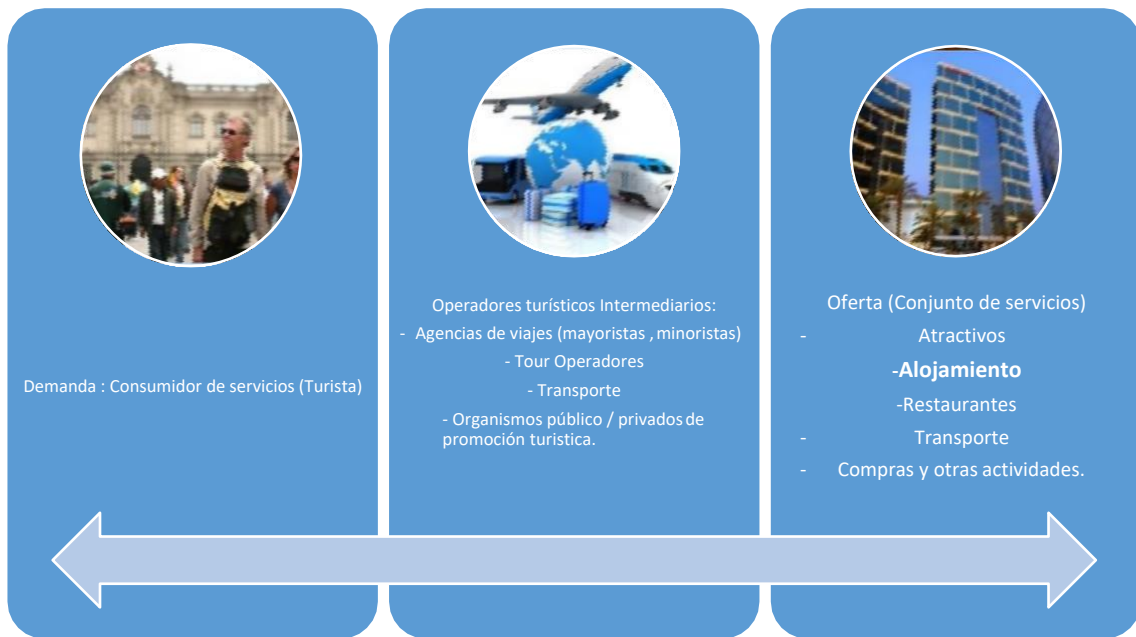 Demanda : Consumidor de servicios (Turista)
Operadores turísticos Intermediarios:
- Agencias de viajes (mayoristas , minoristas)
- Tour Operadores
- Transporte
- Organismos público / privados de
promoción turistica.
Oferta (Conjunto de servicios)
- Atractivos
-Alojamiento
-Restaurantes
- Transporte
- Compras y otras actividades.